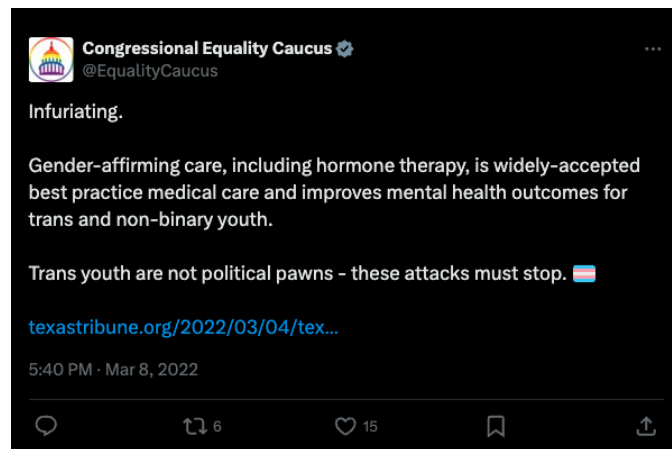 Congressional Equality Caucus
@EqualityCaucus
Infuriating.
Gender-affirming care, including hormone therapy, is widely-accepted
best practice medical care and improves mental health outcomes for
trans and non-binary youth.
Trans youth are not political pawns - these attacks must stop.
texastribune.org/2022/03/04/tex...
5:40 PM · Mar 8, 2022
6 15